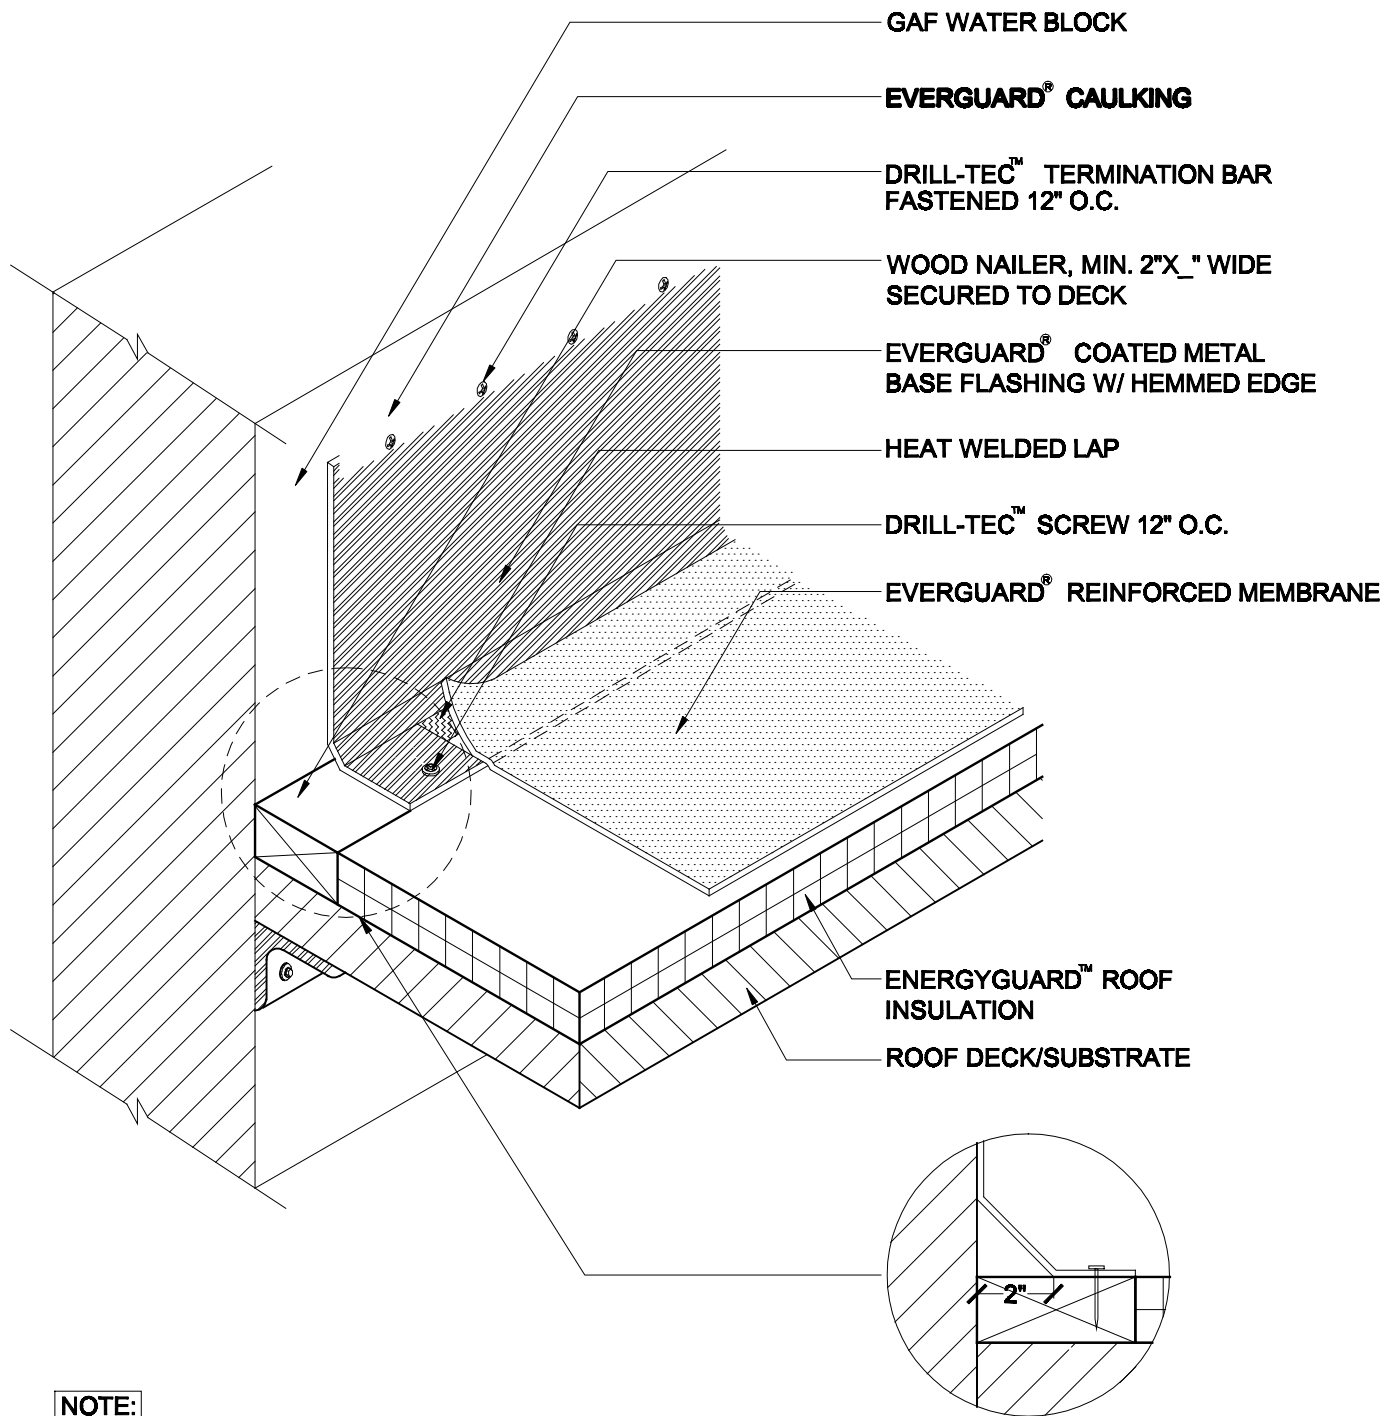 GAF WATER BLOCK
EVERGUARD® CAULKING
DRILL-TEC™ TERMINATION BAR
FASTENED 12" O.C.
WOOD NAILER, MIN. 2"X_" WIDE
SECURED TO DECK
EVERGUARD® COATED METAL
BASE FLASHING W/ HEMMED EDGE
HEAT WELDED LAP
DRILL-TEC™ SCREW 12" O.C.
EVERGUARD® REINFORCED MEMBRANE
ENERGYGUARD™ ROOF
INSULATION
ROOF DECK/SUBSTRATE
2"
NOTE: